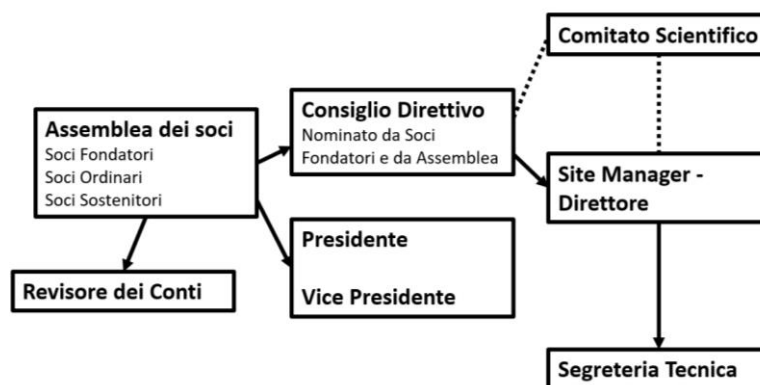 Comitato Scientifico
Assemblea dei soci
Soci Fondatori
Soci Ordinari
Soci Sostenitori
Consiglio Direttivo
Nominato da Soci
Fondatori e da Assemblea
Site Manager -
Direttore
Presidente
Vice Presidente
Revisore dei Conti
Segreteria Tecnica